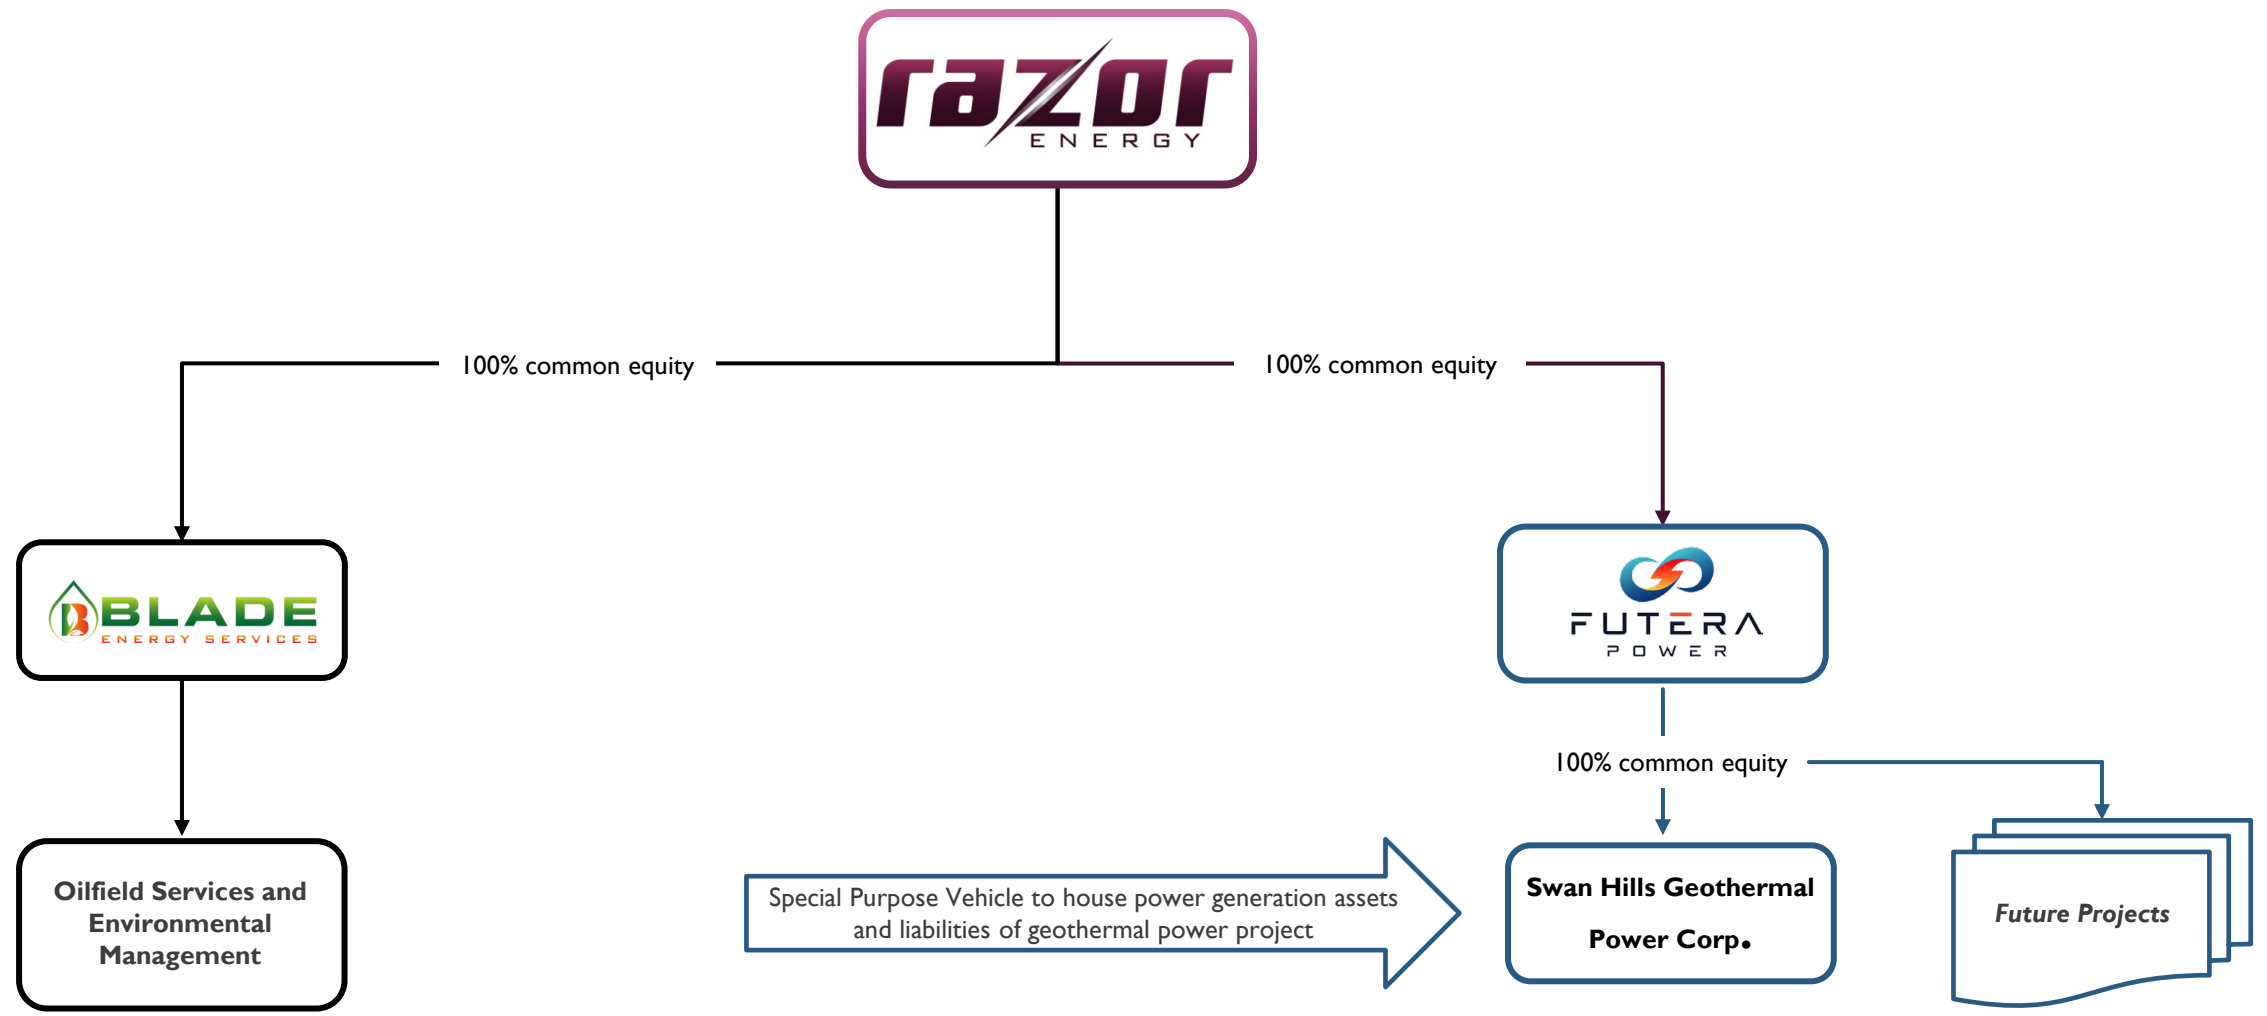 razor
ENERGY
100% common equity
100% common equity
BLADE
ENERGY SERVICES
FUTERA
POWER
100% common equity
Oilfield Services and
Environmental
Management
Special Purpose Vehicle to house power generation assets
and liabilities of geothermal power project
Swan Hills Geothermal
Power Corp.
Future Projects